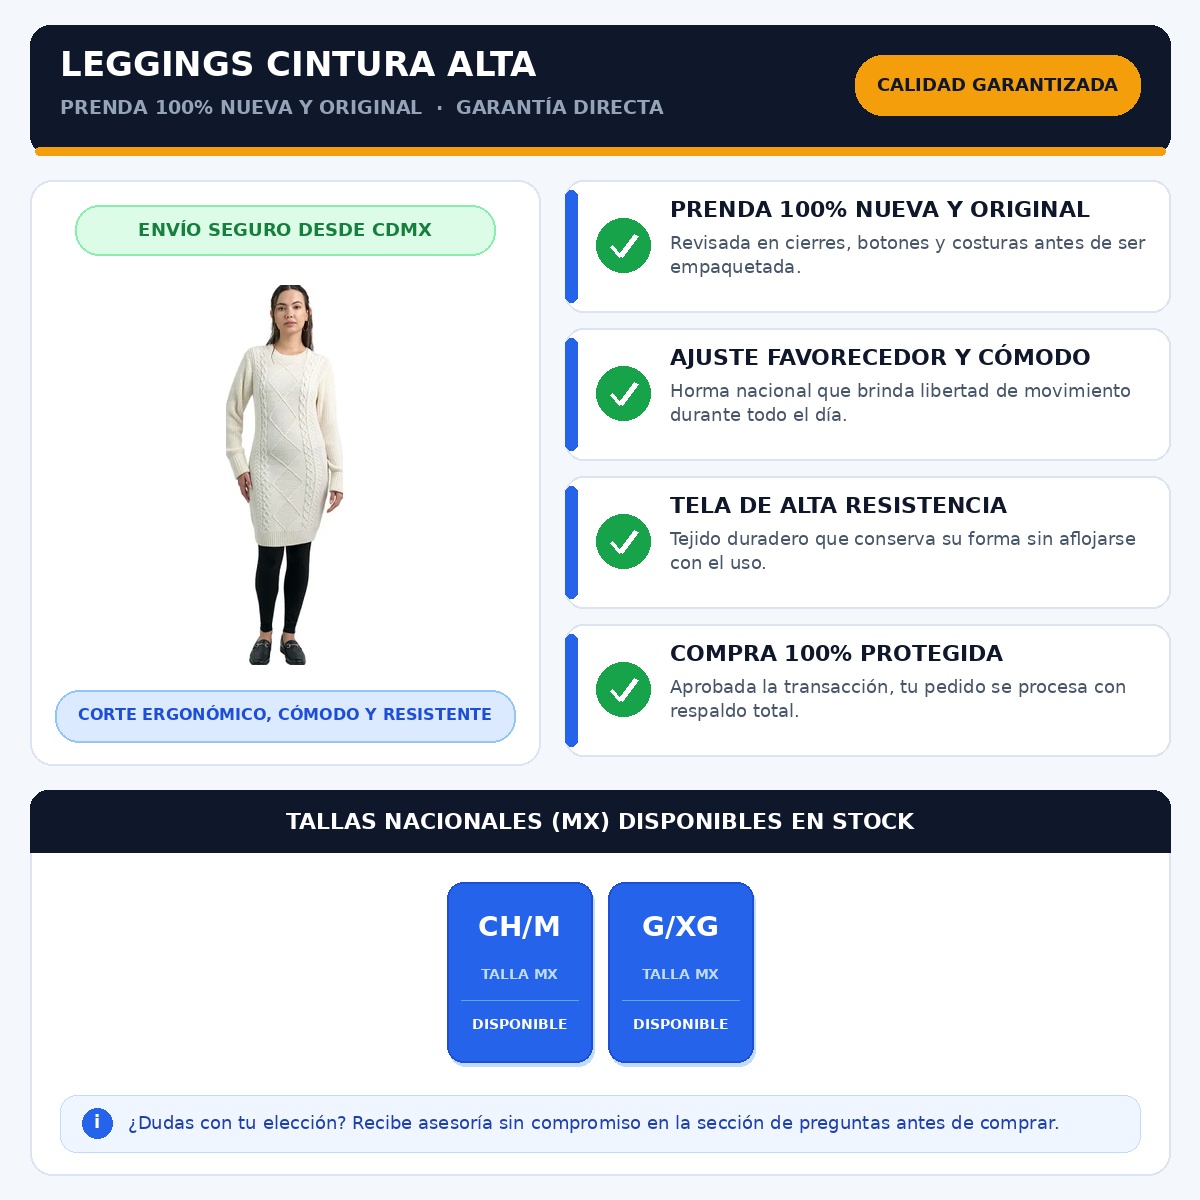 LEGGINGS CINTURA ALTA
PRENDA 100% NUEVA Y ORIGINAL · GARANTÍA DIRECTA
CALIDAD GARANTIZADA
ENVÍO SEGURO DESDE CDMX
CORTE ERGONÓMICO, CÓMODO Y RESISTENTE
PRENDA 100% NUEVA Y ORIGINAL
Revisada en cierres, botones y costuras antes de ser
empaquetada.
AJUSTE FAVORECEDOR Y CÓMODO
Horma nacional que brinda libertad de movimiento
durante todo el día.
TELA DE ALTA RESISTENCIA
Tejido duradero que conserva su forma sin aflojarse
con el uso.
COMPRA 100% PROTEGIDA
Aprobada la transacción, tu pedido se procesa con
respaldo total.
TALLAS NACIONALES (MX) DISPONIBLES EN STOCK
CH/M
TALLA MX
DISPONIBLE
G/XG
TALLA MX
DISPONIBLE
i
¿Dudas con tu elección? Recibe asesoría sin compromiso en la sección de preguntas antes de comprar.